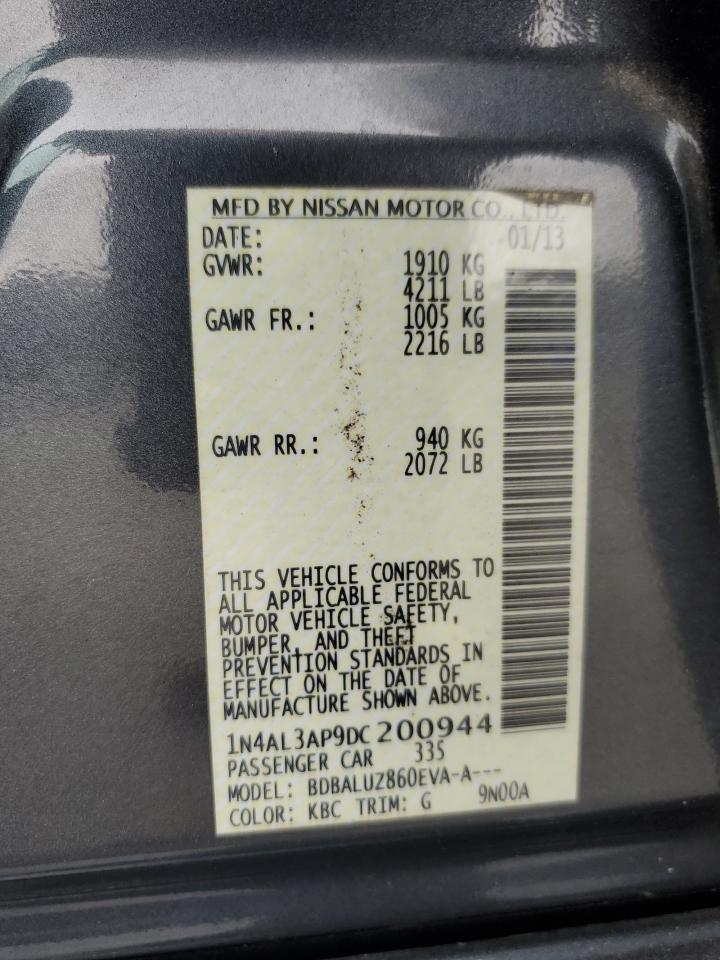 MFD BY NISSAN MOTOR CO., LTD.
DATE: 01/13
GVWR: 1910 KG
4211 LB
GAWR FR.: 1005 KG
2216 LB
GAWR RR.: 940 KG
2072 LB
THIS VEHICLE CONFORMS TO
ALL APPLICABLE FEDERAL
MOTOR VEHICLE SAFETY,
BUMPER, AND THEFT
PREVENTION STANDARDS IN
EFFECT ON THE DATE OF
MANUFACTURE SHOWN ABOVE.
1N4AL3AP9DC200944
PASSENGER CAR 335
MODEL: BDBALUZ860EVA-A---
COLOR: KBC TRIM: G 9N00A